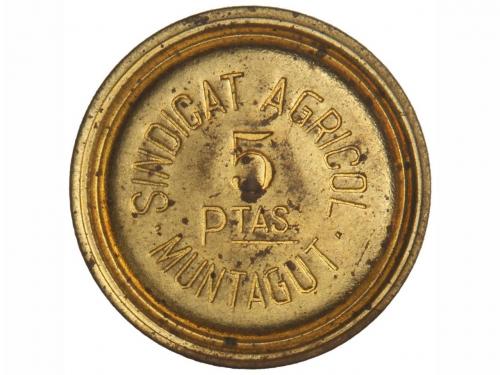 SINDICAT AGRICOL
5
PTAS.
MUNTAGUT.